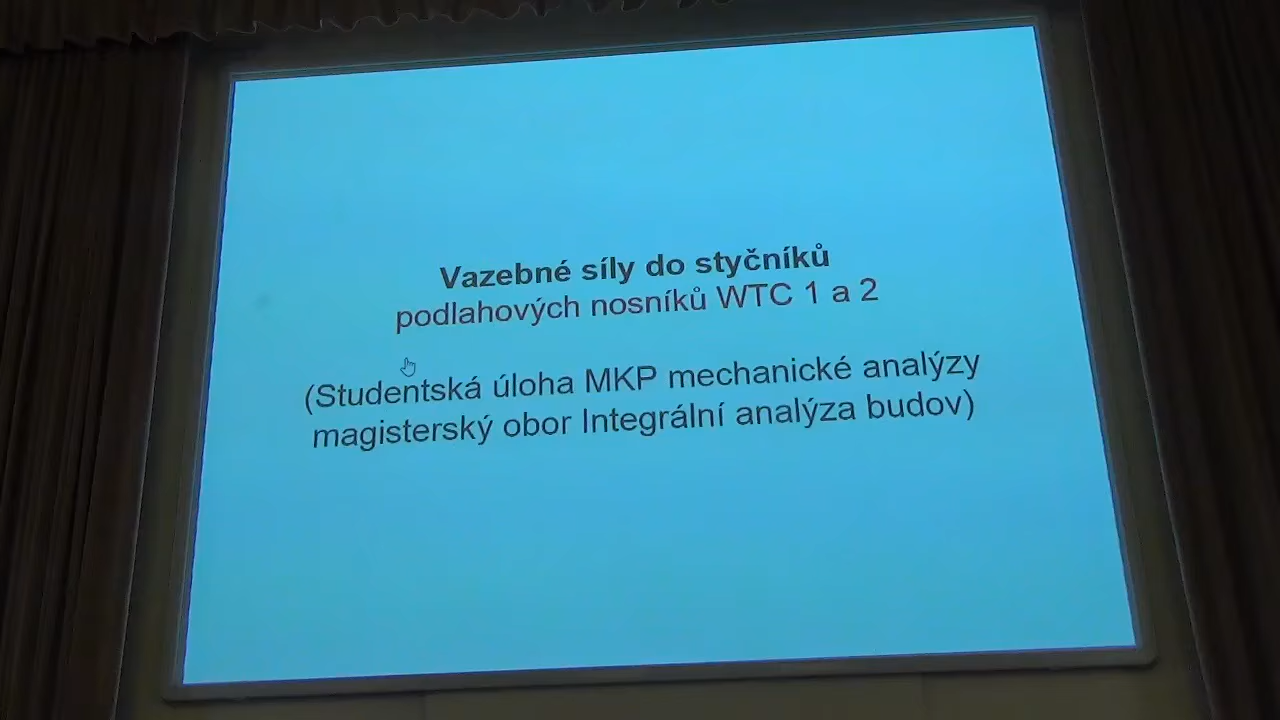 Vazebné síly do styčníků
podlahových nosníků WTC 1 a 2
(Studentská úloha MKP mechanické analýzy
magisterský obor Integrální analýza budov)